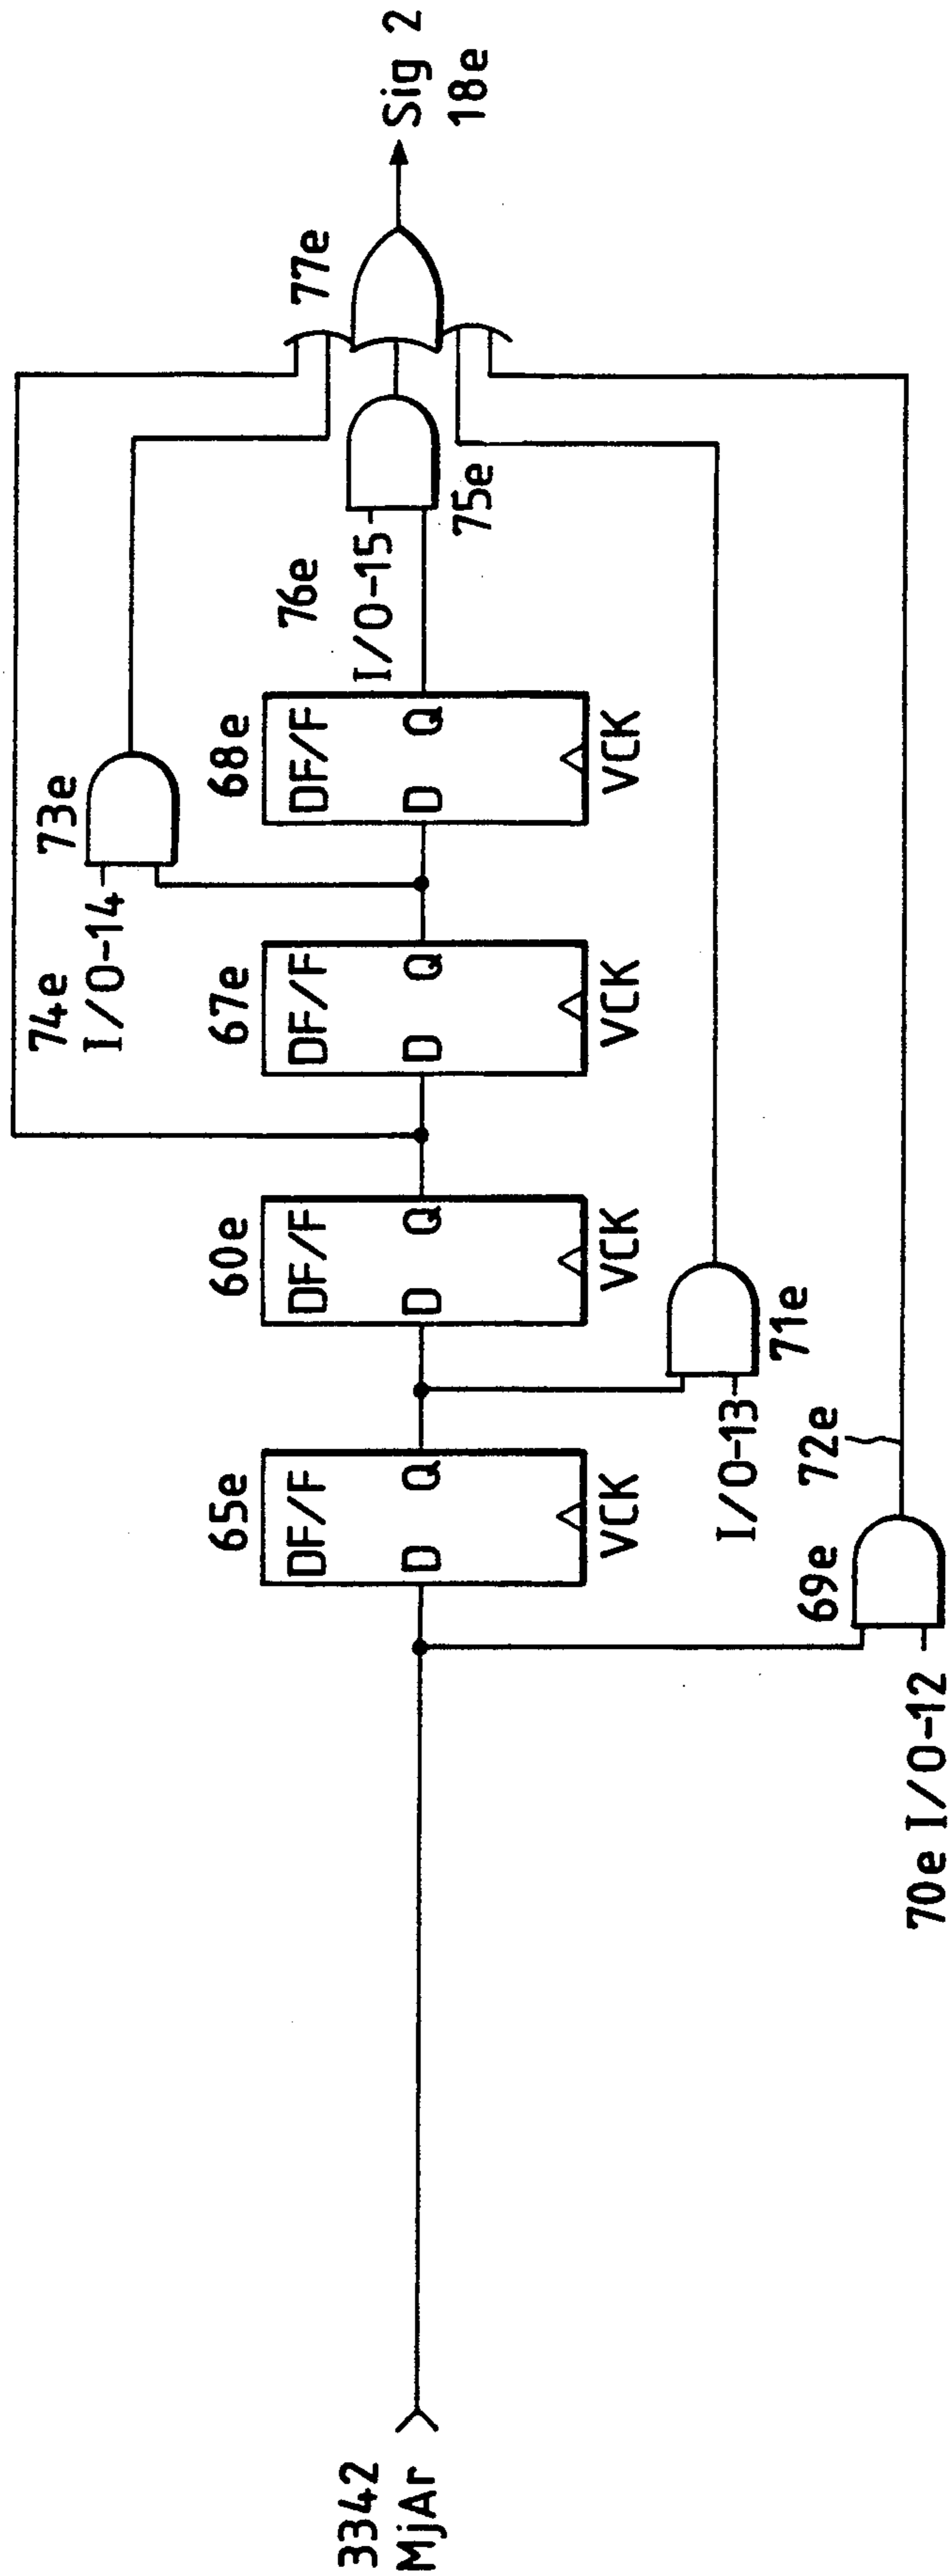 3342
MjAr
65e
DF/F
D Q
VCK
60e
DF/F
D Q
VCK
67e
DF/F
D Q
VCK
68e
DF/F
D Q
VCK
74e
I/O-14
73e
76e
I/O-15
75e
77e
Sig 2
18e
I/O-13
71e
72e
69e
70e I/O-12